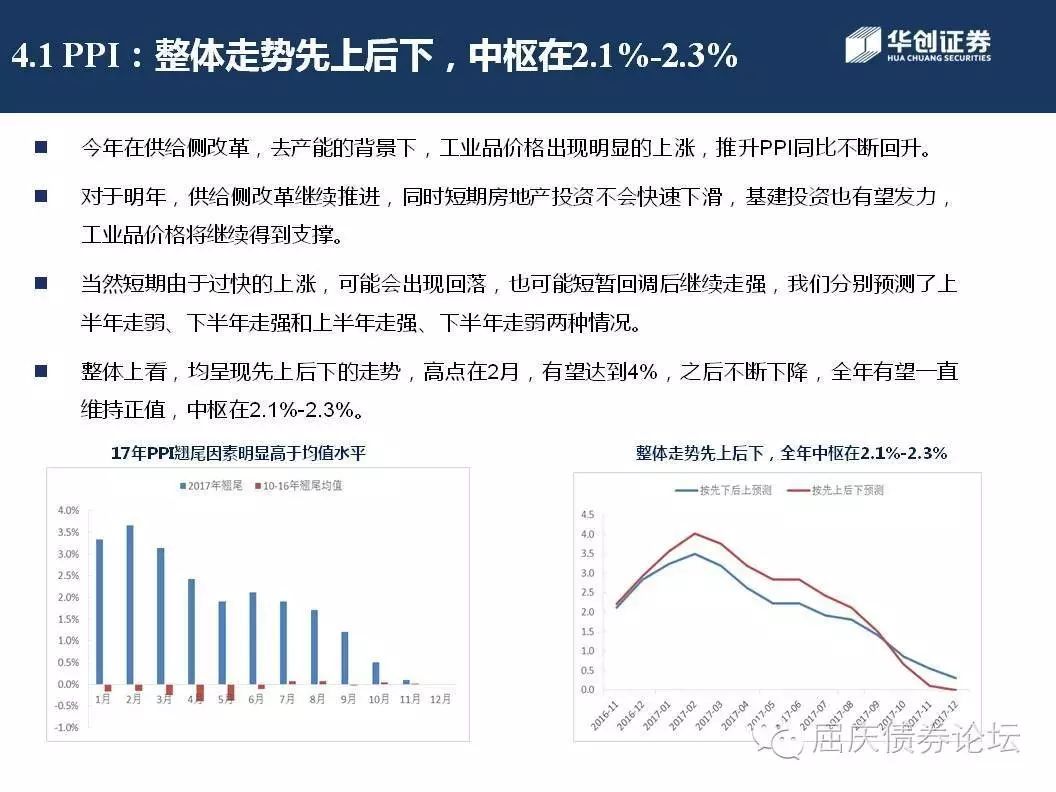 4.1 PPI：整体走势先上后下，中枢在2.1%-2.3%
华创证券
HUA CHUANG SECURITIES
今年在供给侧改革，去产能的背景下，工业品价格出现明显的上涨，推升PPI同比不断回升。
对于明年，供给侧改革继续推进，同时短期房地产投资不会快速下滑，基建投资也有望发力，
工业品价格将继续得到支撑。
当然短期由于过快的上涨，可能会出现回落，也可能短暂回调后继续走强，我们分别预测了上
半年走弱、下半年走强和上半年走强、下半年走弱两种情况。
整体上看，均呈现先上后下的走势，高点在2月，有望达到4%，之后不断下降，全年有望一直
维持正值，中枢在2.1%-2.3%。
17年PPI翘尾因素明显高于均值水平
2017年翘尾 10-16年翘尾均值
4.0%
3.5%
3.0%
2.5%
2.0%
1.5%
1.0%
0.5%
0.0%
-0.5%
-1.0%
1月 2月 3月 4月 5月 6月 7月 8月 9月 10月 11月 12月
整体走势先上后下，全年中枢在2.1%-2.3%
按先下后上预测 按先上后下预测
4.5
4.0
3.5
3.0
2.5
2.0
1.5
1.0
0.5
0.0
2016-11 2016-12 2017-01 2017-02 2017-03 2017-04 2017-05 2017-06 2017-07 2017-08 2017-09 2017-10 2017-11 2017-12
屈庆债券论坛